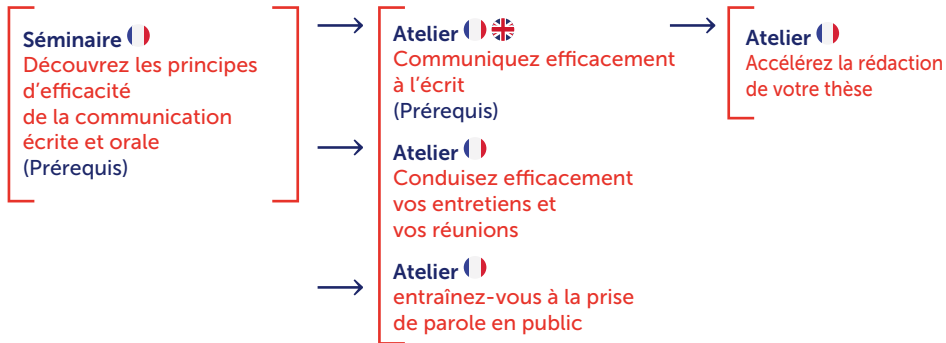 Séminaire
Découvrez les principes
d’efficacité
de la communication
écrite et orale
(Prérequis)
Atelier
Communiquez efficacement
à l’écrit
(Prérequis)
Atelier
Conduisez efficacement
vos entretiens et
vos réunions
Atelier
entraînez-vous à la prise
de parole en public
Atelier
Accélérez la rédaction
de votre thèse